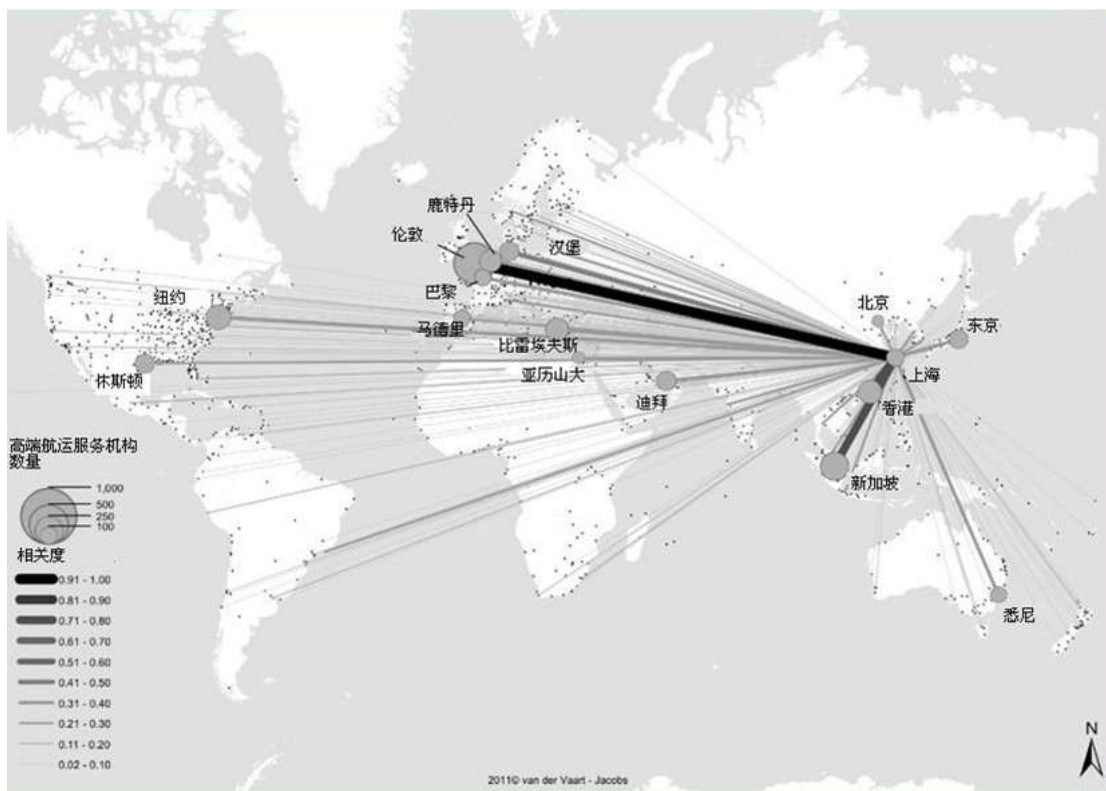 鹿特丹
伦敦
汉堡
巴黎
北京
纽约
马德里
东京
比雷埃夫斯
休斯顿
亚历山大
上海
迪拜
香港
高端航运服务机构
数量
新加坡
1,000
500
250
100
相关度
0.91 - 1.00
0.81 - 0.90
0.71 - 0.80
0.61 - 0.70
0.51 - 0.60
0.41 - 0.50
0.31 - 0.40
0.21 - 0.30
0.11 - 0.20
0.02 - 0.10
悉尼
N
2011© van der Vaart - Jacobs